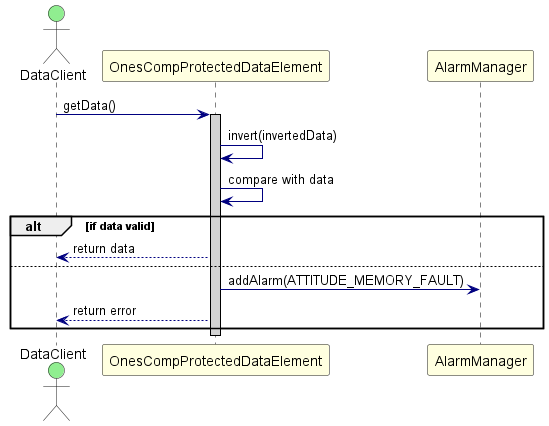 DataClient
OnesCompProtectedDataElement
AlarmManager
getData()
invert(invertedData)
compare with data
alt
[if data valid]
return data
addAlarm(ATTITUDE_MEMORY_FAULT)
return error
DataClient
OnesCompProtectedDataElement
AlarmManager